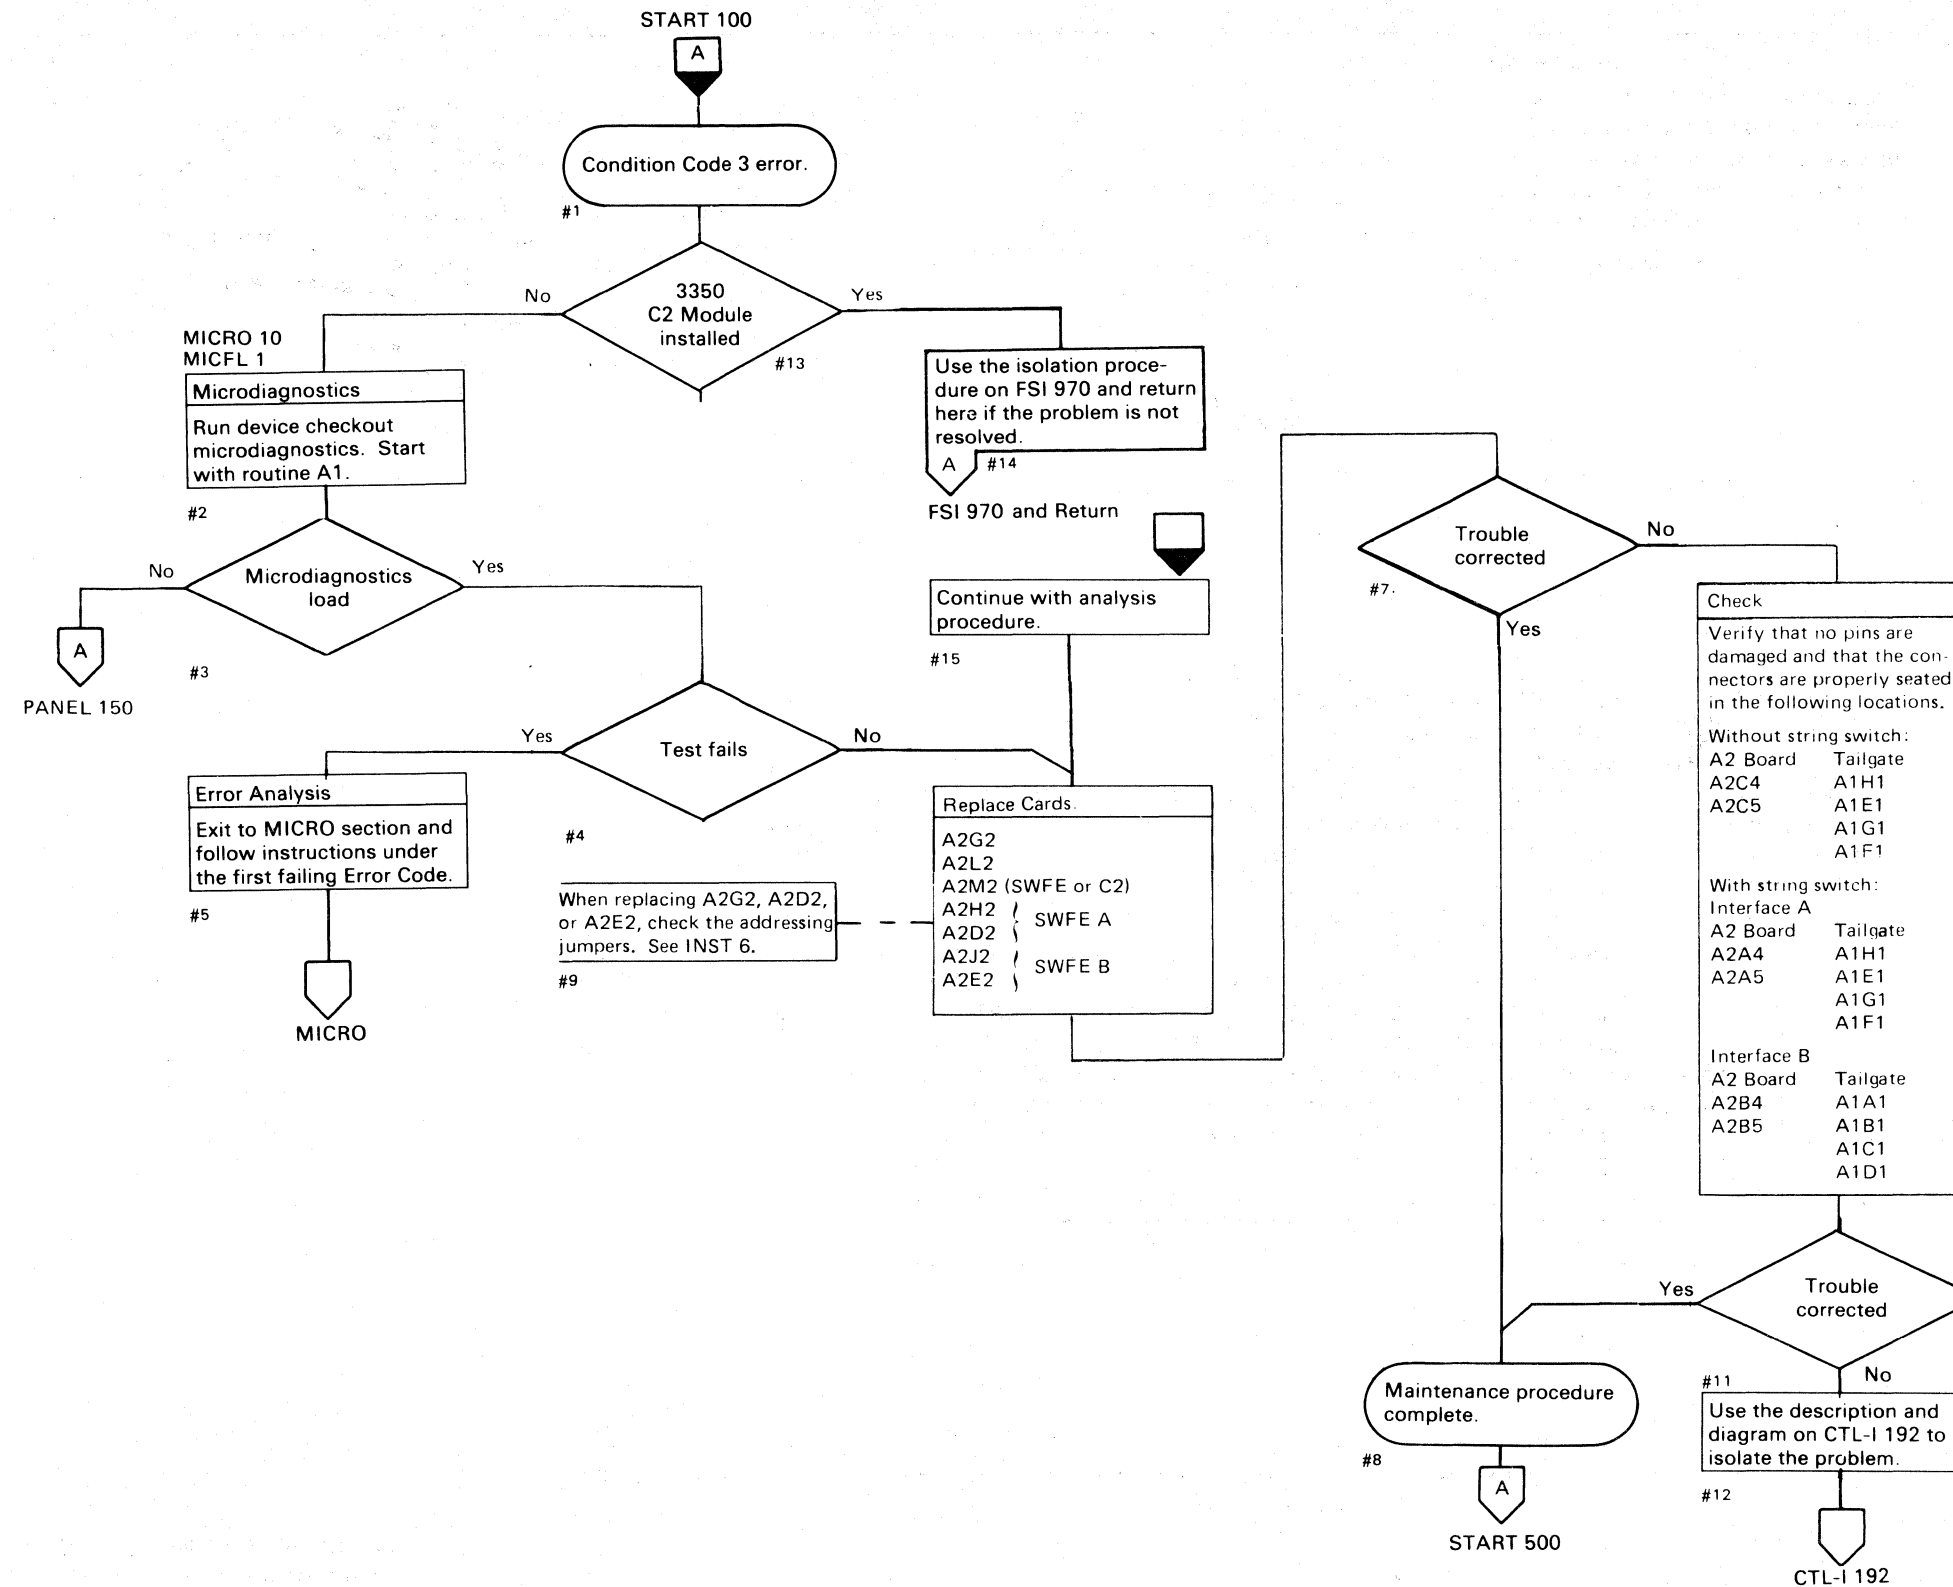 START 100
A
Condition Code 3 error.
#1
3350
C2 Module
installed
No
Yes
#13
MICRO 10
MICFL 1
Microdiagnostics
Run device checkout
microdiagnostics. Start
with routine A1.
#2
Use the isolation proce-
dure on FSI 970 and return
here if the problem is not
resolved.
A
#14
FSI 970 and Return
Microdiagnostics
load
No
Yes
#3
A
PANEL 150
Continue with analysis
procedure.
#15
Test fails
Yes
No
#4
Error Analysis
Exit to MICRO section and
follow instructions under
the first failing Error Code.
#5
MICRO
When replacing A2G2, A2D2,
or A2E2, check the addressing
jumpers. See INST 6.
#9
Replace Cards.
A2G2
A2L2
A2M2 (SWFE or C2)
A2H2
A2D2
SWFE A
A2J2
A2E2
SWFE B
Trouble
corrected
No
#7.
Yes
Check
Verify that no pins are
damaged and that the con-
nectors are properly seated
in the following locations.
Without string switch:
A2 Board Tailgate
A2C4 A1H1
A2C5 A1E1
A1G1
A1F1
With string switch:
Interface A
A2 Board Tailgate
A2A4 A1H1
A2A5 A1E1
A1G1
A1F1
Interface B
A2 Board Tailgate
A2B4 A1A1
A2B5 A1B1
A1C1
A1D1
Trouble
corrected
Yes
No
#11
Maintenance procedure
complete.
#8
A
START 500
Use the description and
diagram on CTL-I 192 to
isolate the problem.
#12
CTL-I 192